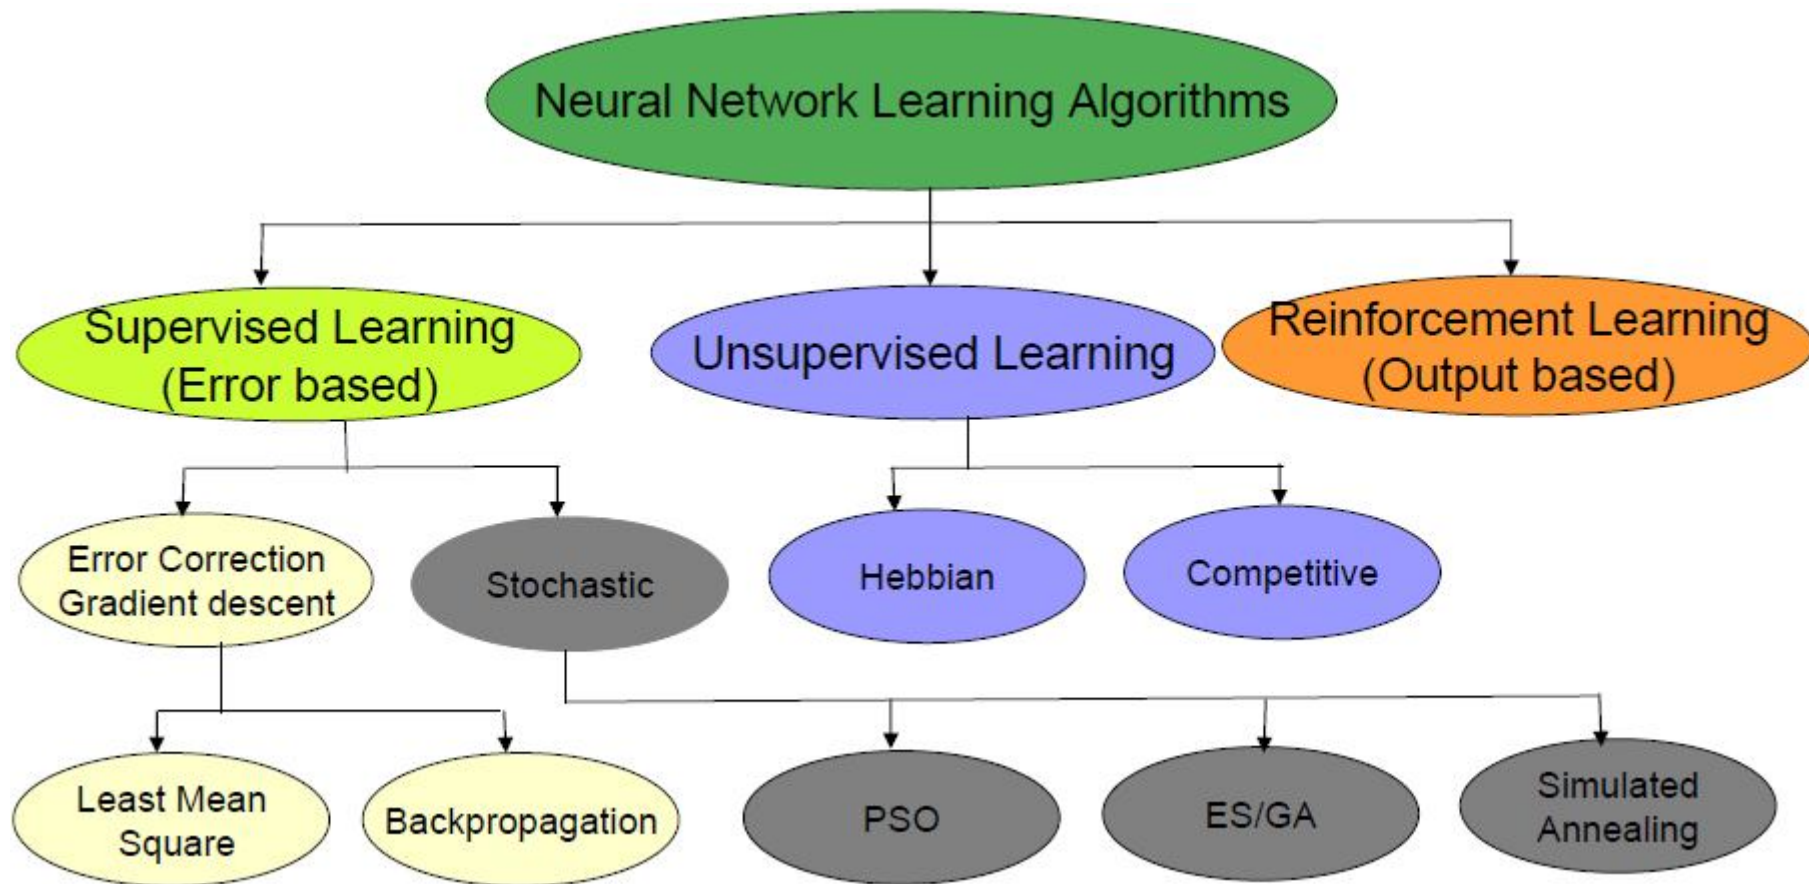 Neural Network Learning Algorithms
Supervised Learning
(Error based)
Unsupervised Learning
Reinforcement Learning
(Output based)
Error Correction
Gradient descent
Stochastic
Hebbian
Competitive
Least Mean
Square
Backpropagation
PSO
ES/GA
Simulated
Annealing